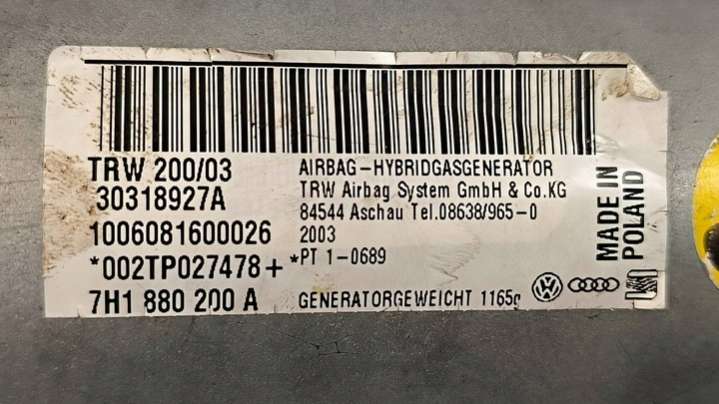 TRW 200/03
30318927A
1006081600026
*002TP027478+
7H1 880 200 A
AIRBAG-HYBRIDGASGENERATOR
TRW Airbag System GmbH & Co.KG
84544 Aschau Tel.08638/965-0
2003
*PT 1-0689
GENERATORGEWEICHT 1165g
MADE IN
POLAND